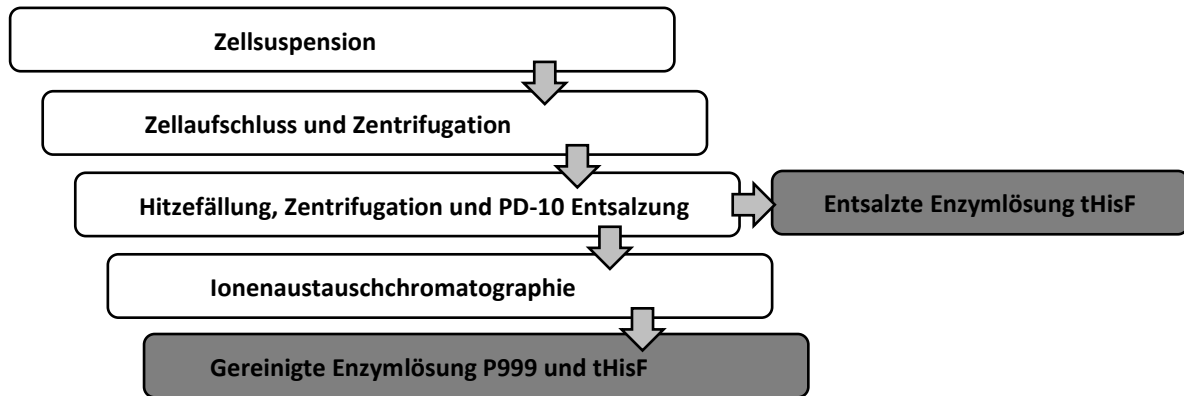 Zellsuspension
Zellaufschluss und Zentrifugation
Hitzefällung, Zentrifugation und PD-10 Entsalzung
Entsalzte Enzymlösung tHisF
Ionenaustauschchromatographie
Gereinigte Enzymlösung P999 und tHisF